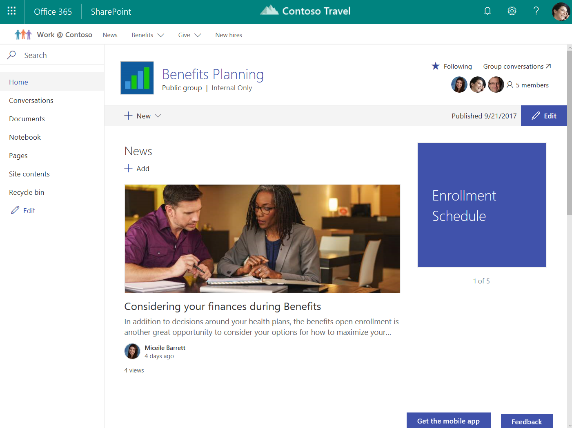 Office 365
SharePoint
Contoso Travel
?
Work @ Contoso
News
Benefits
Give
New hires
Search
Home
Conversations
Documents
Notebook
Pages
Site contents
Recycle bin
Edit
Benefits Planning
Public group | Internal Only
Following
Group conversations
5 members
New
Published 9/21/2017
Edit
News
Add
Enrollment
Schedule
1 of 5
Considering your finances during Benefits
In addition to decisions around your health plans, the benefits open enrollment is
another great opportunity to consider your options for how to maximize your...
Miceile Barrett
4 days ago
4 views
Get the mobile app
Feedback